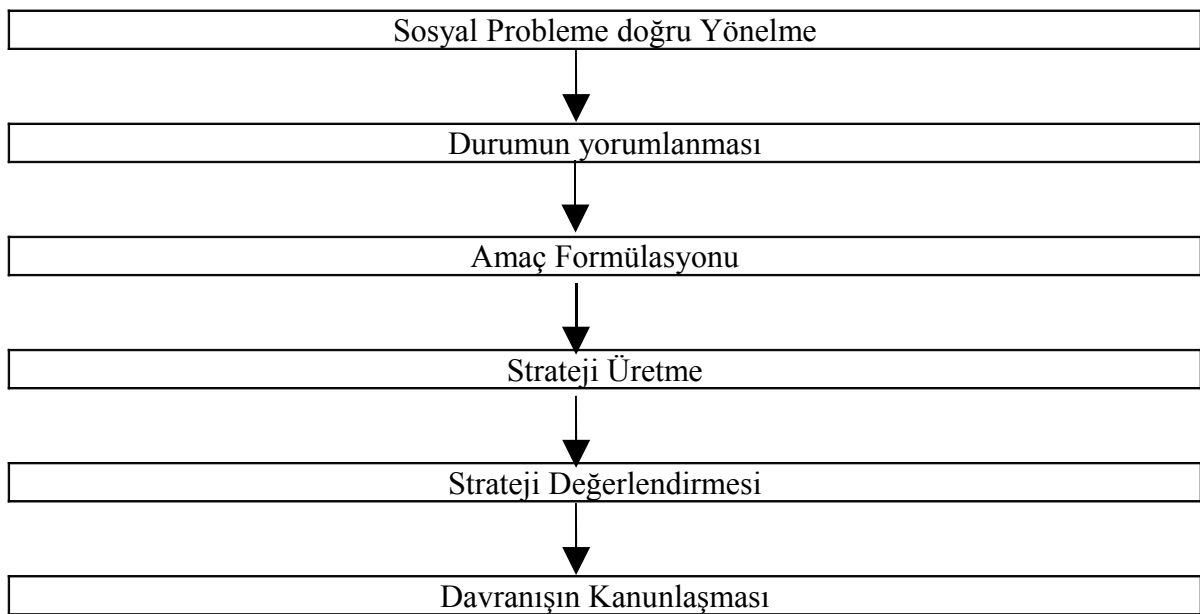 Sosyal Probleme doğru Yönelme
Durumun yorumlanması
Amaç Formülasyonu
Strateji Üretme
Strateji Değerlendirmesi
Davranışın Kanunlaşması